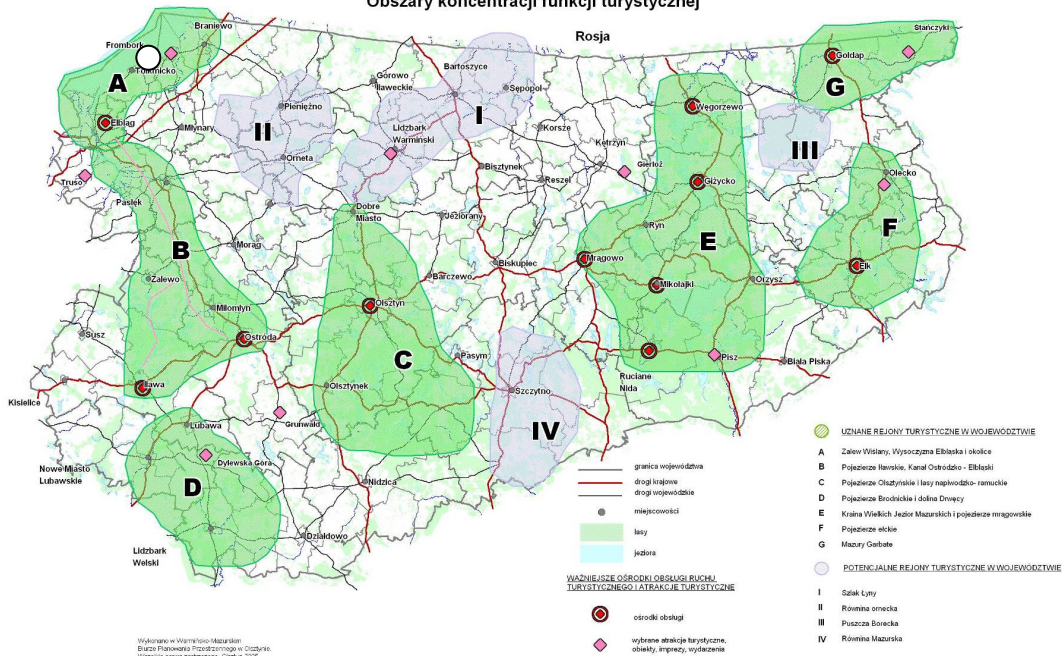 Obszary koncentracji funkcji turystycznej
Rosja
Braniewo
Frombork
Tolkmicko
A
Elbląg
Młynary
Truso
Pasłęk
Pieniężno
II
Orneta
Górowo
Iławeckie
Bartoszyce
Sępopol
I
Lidzbark
Warmiński
Korsze
Kętrzyn
Gierłoż
Bisztynek
Reszel
Węgorzewo
Giżycko
Gołdap
Stańczyki
G
III
Olecko
F
Ełk
Dobre
Miasto
Jeziorany
Ryn
E
Mrągowo
Mikołajki
Orzysz
Biskupiec
Barczewo
B
Morąg
Zalewo
Miłomłyn
Ostróda
Susz
Iława
Kisielice
Olsztyn
C
Olsztynek
Pasym
Szczytno
IV
Ruciane
Nida
Pisz
Biała Piska
Lubawa
Grunwald
Dylewska Góra
Nowe Miasto
Lubawskie
D
Nidzica
Działdowo
Lidzbark
Welski
granica województwa
drogi krajowe
drogi wojewódzkie
miejscowości
lasy
jeziora
WAŻNIEJSZE OŚRODKI OBSŁUGI RUCHU
TURYSTYCZNEGO I ATRAKCJE TURYSTYCZNE
ośrodki obsługi
wybrane atrakcje turystyczne,
obiekty, imprezy, wydarzenia
UZNANE REJONY TURYSTYCZNE W WOJEWÓDZTWIE
A Zalew Wiślany, Wysoczyzna Elbląska i okolice
B Pojezierze Iławskie, Kanał Ostródzko - Elbląski
C Pojezierze Olsztyńskie i lasy napiwodzko- ramuckie
D Pojezierze Brodnickie i dolina Drwęcy
E Kraina Wielkich Jezior Mazurskich i pojezierze mrągowskie
F Pojezierze ełckie
G Mazury Garbate
POTENCJALNE REJONY TURYSTYCZNE W WOJEWÓDZTWIE
I Szlak Łyny
II Równina ornecka
III Puszcza Borecka
IV Równina Mazurska
Wykonano w Warmińsko-Mazurskim
Biurze Planowania Przestrzennego w Olsztynie.